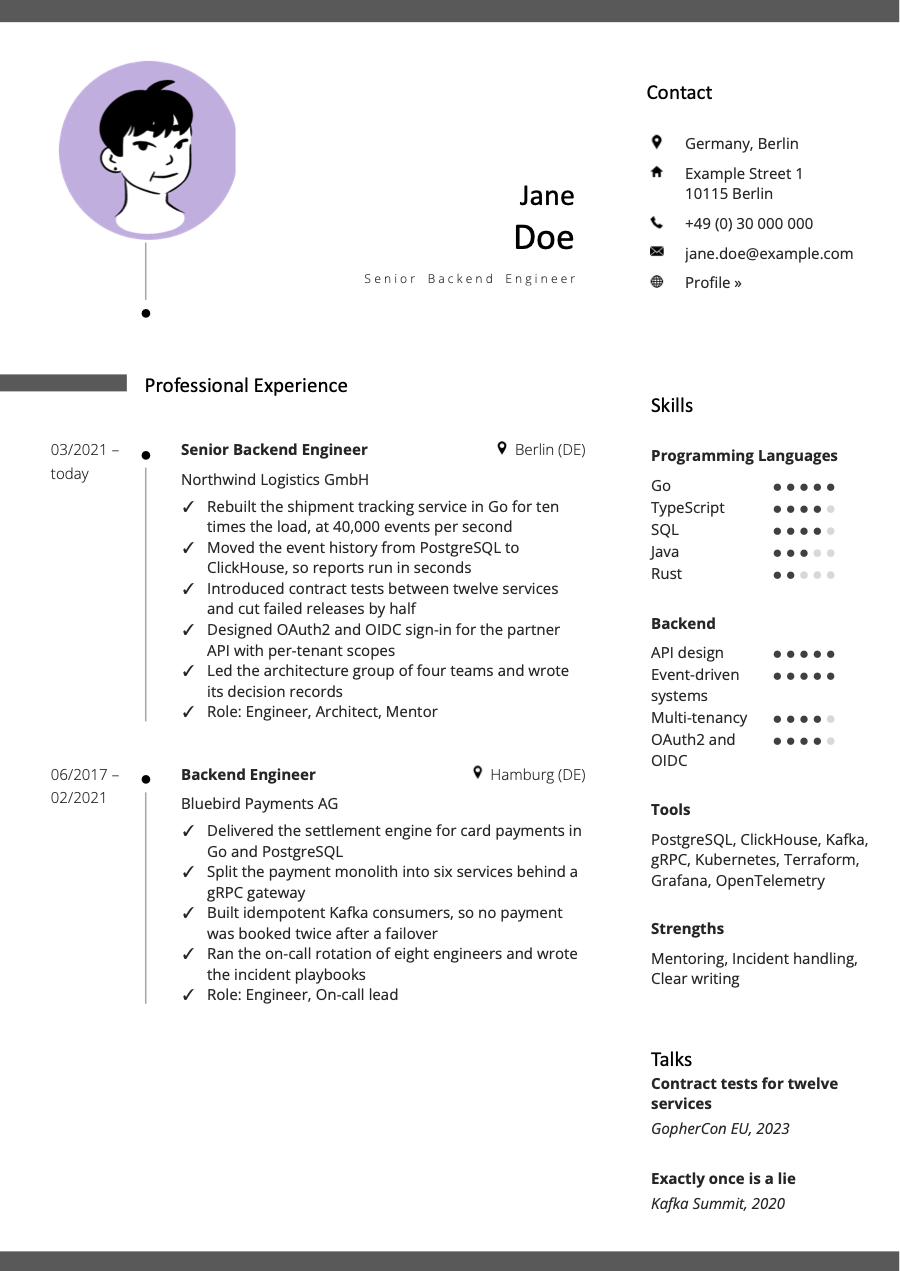 Jane
Doe
Senior Backend Engineer
Contact
Germany, Berlin
Example Street 1
10115 Berlin
+49 (0) 30 000 000
jane.doe@example.com
Profile »
Professional Experience
03/2021 –
today
Senior Backend Engineer
Berlin (DE)
Northwind Logistics GmbH
✓ Rebuilt the shipment tracking service in Go for ten
times the load, at 40,000 events per second
✓ Moved the event history from PostgreSQL to
ClickHouse, so reports run in seconds
✓ Introduced contract tests between twelve services
and cut failed releases by half
✓ Designed OAuth2 and OIDC sign-in for the partner
API with per-tenant scopes
✓ Led the architecture group of four teams and wrote
its decision records
✓ Role: Engineer, Architect, Mentor
06/2017 –
02/2021
Backend Engineer
Hamburg (DE)
Bluebird Payments AG
✓ Delivered the settlement engine for card payments in
Go and PostgreSQL
✓ Split the payment monolith into six services behind a
gRPC gateway
✓ Built idempotent Kafka consumers, so no payment
was booked twice after a failover
✓ Ran the on-call rotation of eight engineers and wrote
the incident playbooks
✓ Role: Engineer, On-call lead
Skills
Programming Languages
Go
TypeScript
SQL
Java
Rust
Backend
API design
Event-driven
systems
Multi-tenancy
OAuth2 and
OIDC
Tools
PostgreSQL, ClickHouse, Kafka,
gRPC, Kubernetes, Terraform,
Grafana, OpenTelemetry
Strengths
Mentoring, Incident handling,
Clear writing
Talks
Contract tests for twelve
services
GopherCon EU, 2023
Exactly once is a lie
Kafka Summit, 2020